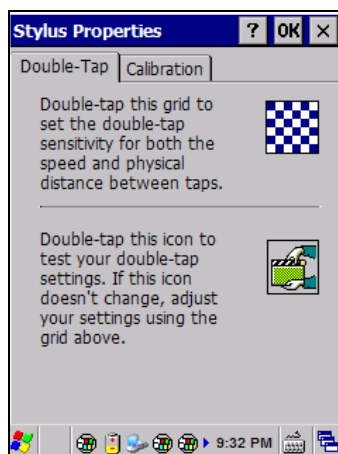 Stylus Properties ? OK ×
Double-Tap Calibration
Double-tap this grid to
set the double-tap
sensitivity for both the
speed and physical
distance between taps.
Double-tap this icon to
test your double-tap
settings. If this icon
doesn't change, adjust
your settings using the
grid above.
9:32 PM